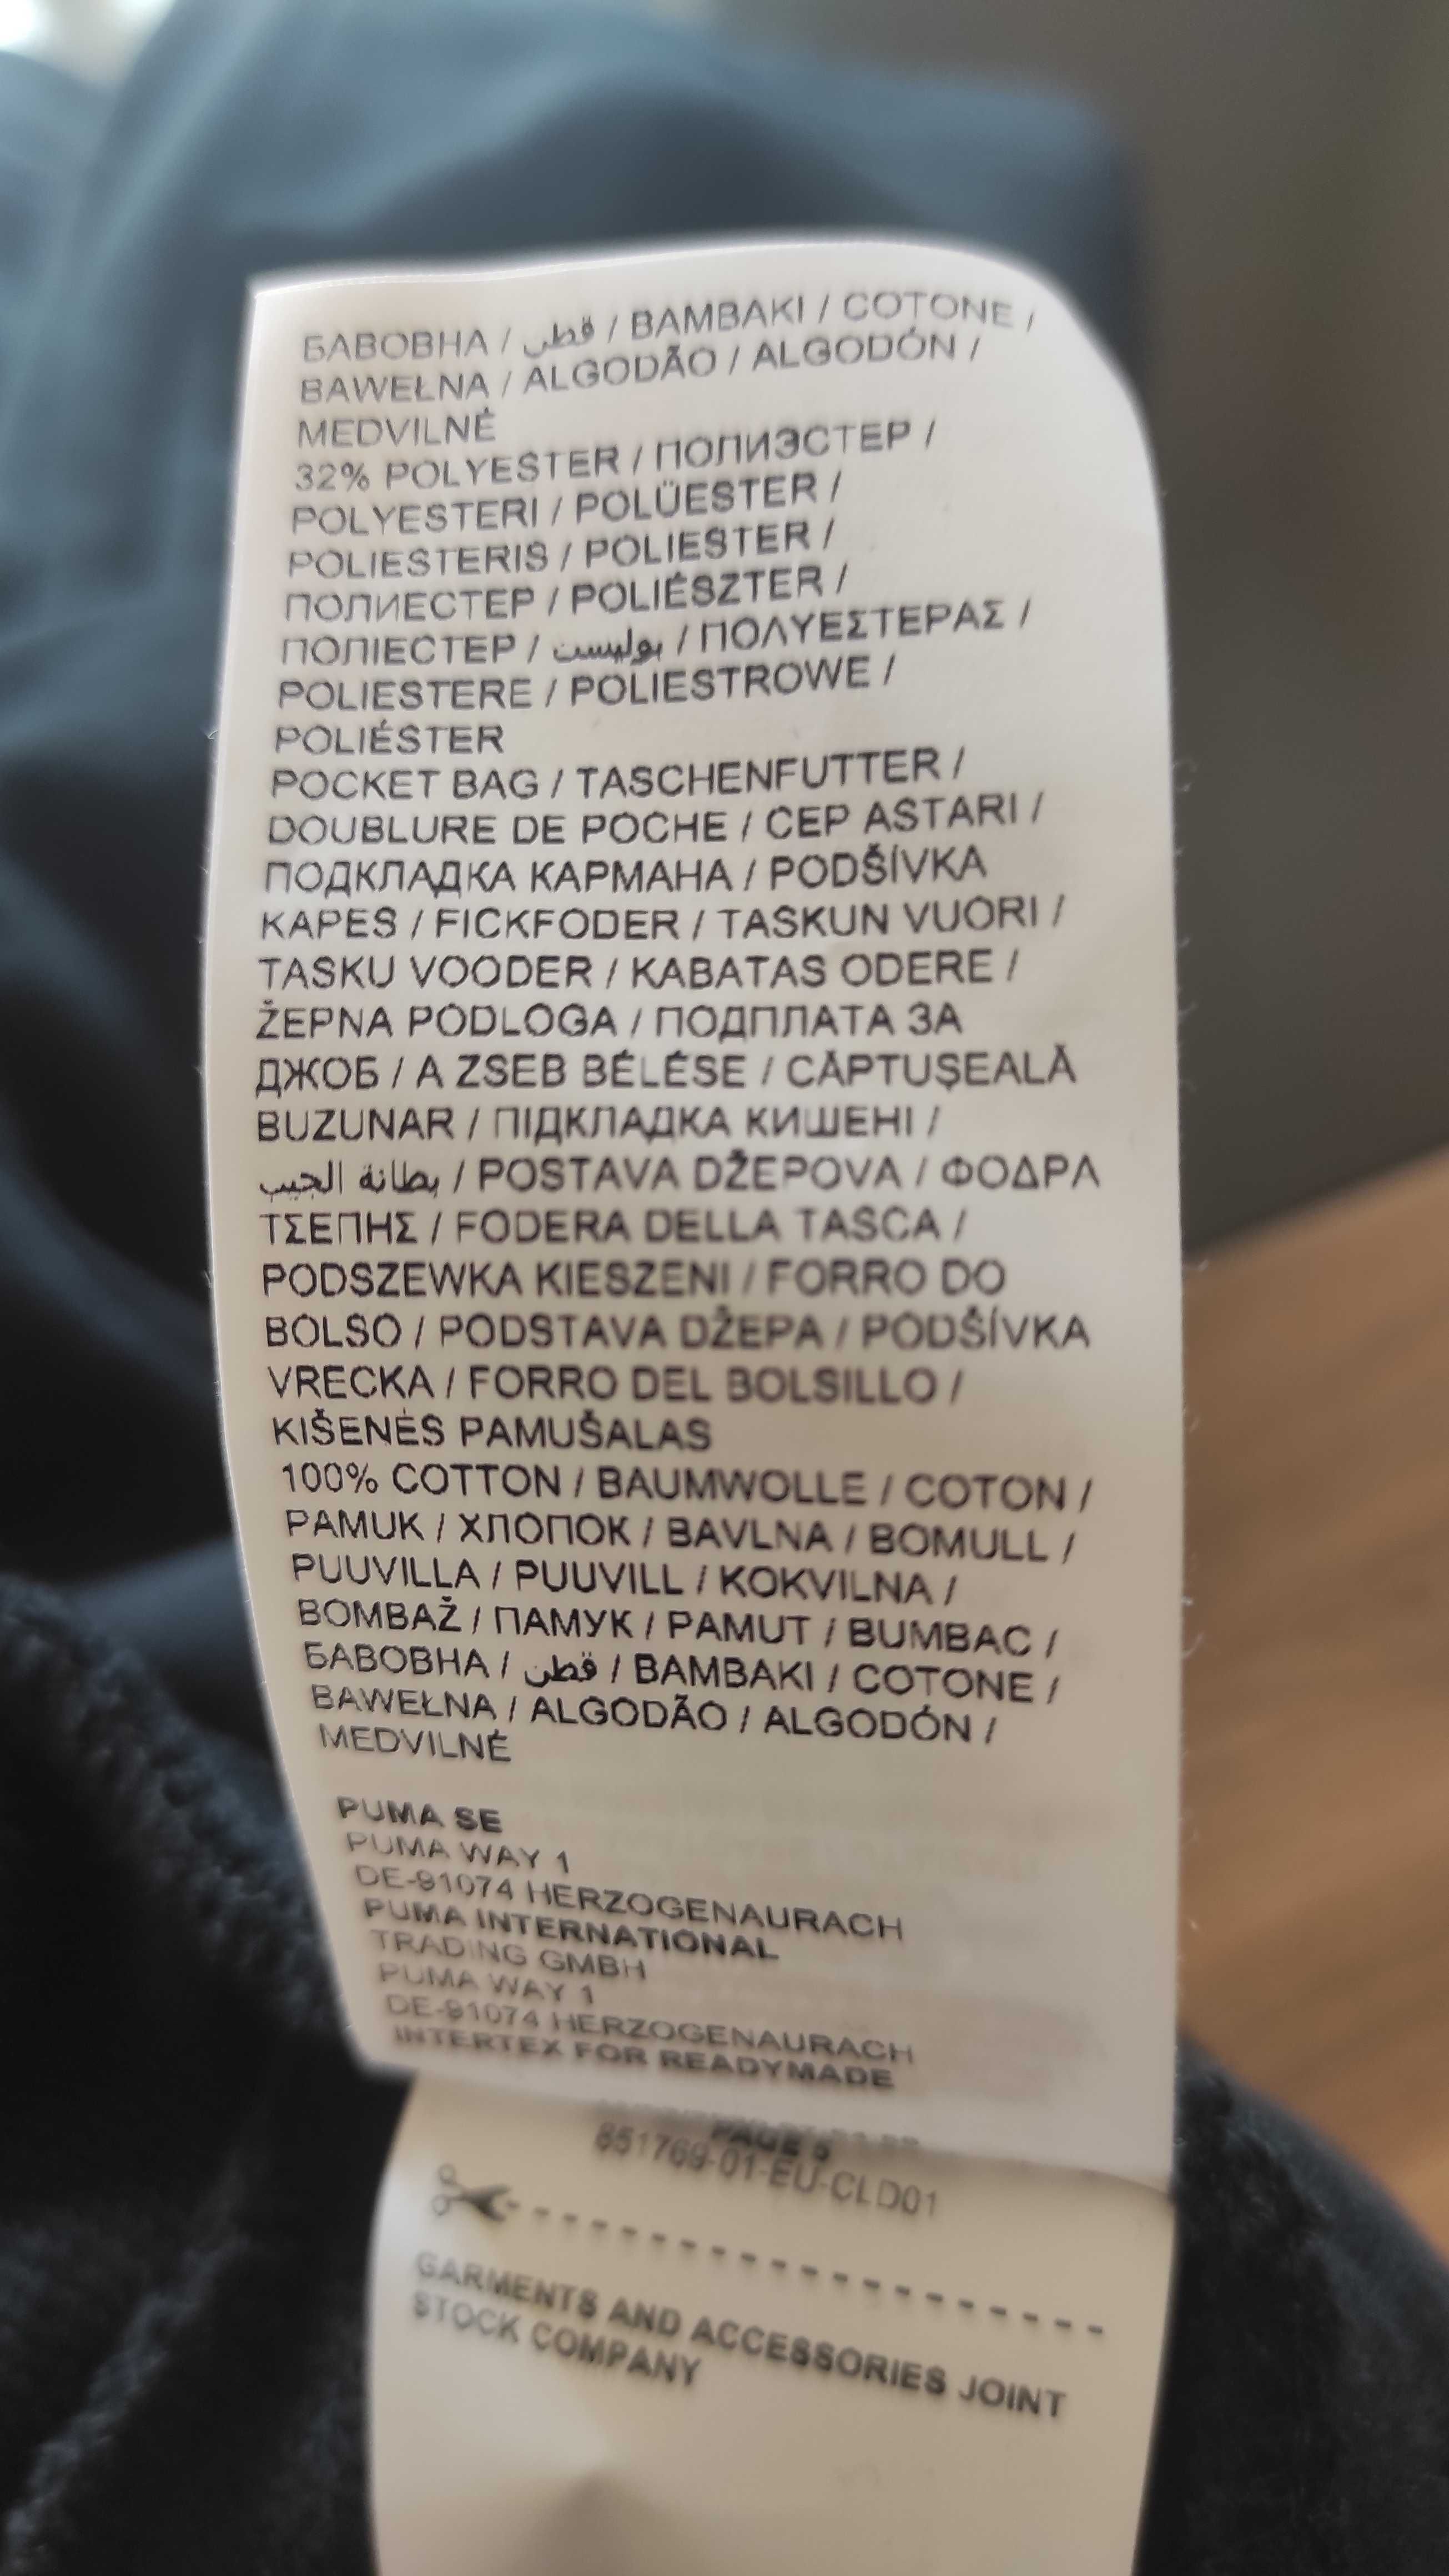 БАВОВНА / قطن / BAMBAKI / COTONE /
BAWEŁNA / ALGODÃO / ALGODÓN /
MEDVILNĖ
32% POLYESTER / ПОЛИЭСТЕР /
POLYESTERI / POLÜESTER /
POLIESTERIS / POLIESTER /
ПОЛИЕСТЕР / POLIÉSZTER /
ПОЛІЕСТЕР / بوليست / ΠΟΛΥΕΣΤΕΡΑΣ /
POLIESTERE / POLIESTROWE /
POLIÉSTER
POCKET BAG / TASCHENFUTTER /
DOUBLURE DE POCHE / CEP ASTARI /
ПОДКЛАДКА КАРМАНА / PODŠÍVKA
KAPES / FICKFODER / TASKUN VUORI /
TASKU VOODER / KABATAS ODERE /
ŽEPNA PODLOGA / ПОДПЛАТА ЗА
ДЖОБ / A ZSEB BÉLÉSE / CĂPTUȘEALĂ
BUZUNAR / ПІДКЛАДКА КИШЕНІ /
بطانة الجيب / POSTAVA DŽEPOVA / ΦΟΔΡΑ
ΤΣΕΠΗΣ / FODERA DELLA TASCA /
PODSZEWKA KIESZENI / FORRO DO
BOLSO / PODSTAVA DŽEPA / PODŠÍVKA
VRECKA / FORRO DEL BOLSILLO /
KIŠENĖS PAMUŠALAS
100% COTTON / BAUMWOLLE / COTON /
PAMUK / ХЛОПОК / BAVLNA / BOMULL /
PUUVILLA / PUUVILL / KOKVILNA /
BOMBAŽ / ПАМУК / PAMUT / BUMBAC /
БАВОВНА / قطن / BAMBAKI / COTONE /
BAWEŁNA / ALGODÃO / ALGODÓN /
MEDVILNĖ
PUMA SE
PUMA WAY 1
DE-91074 HERZOGENAURACH
PUMA INTERNATIONAL
TRADING GMBH
PUMA WAY 1
DE-91074 HERZOGENAURACH
INTERTEX FOR READYMADE
PAGE 5
851769-01-EU-CLD01
GARMENTS AND ACCESSORIES JOINT
STOCK COMPANY